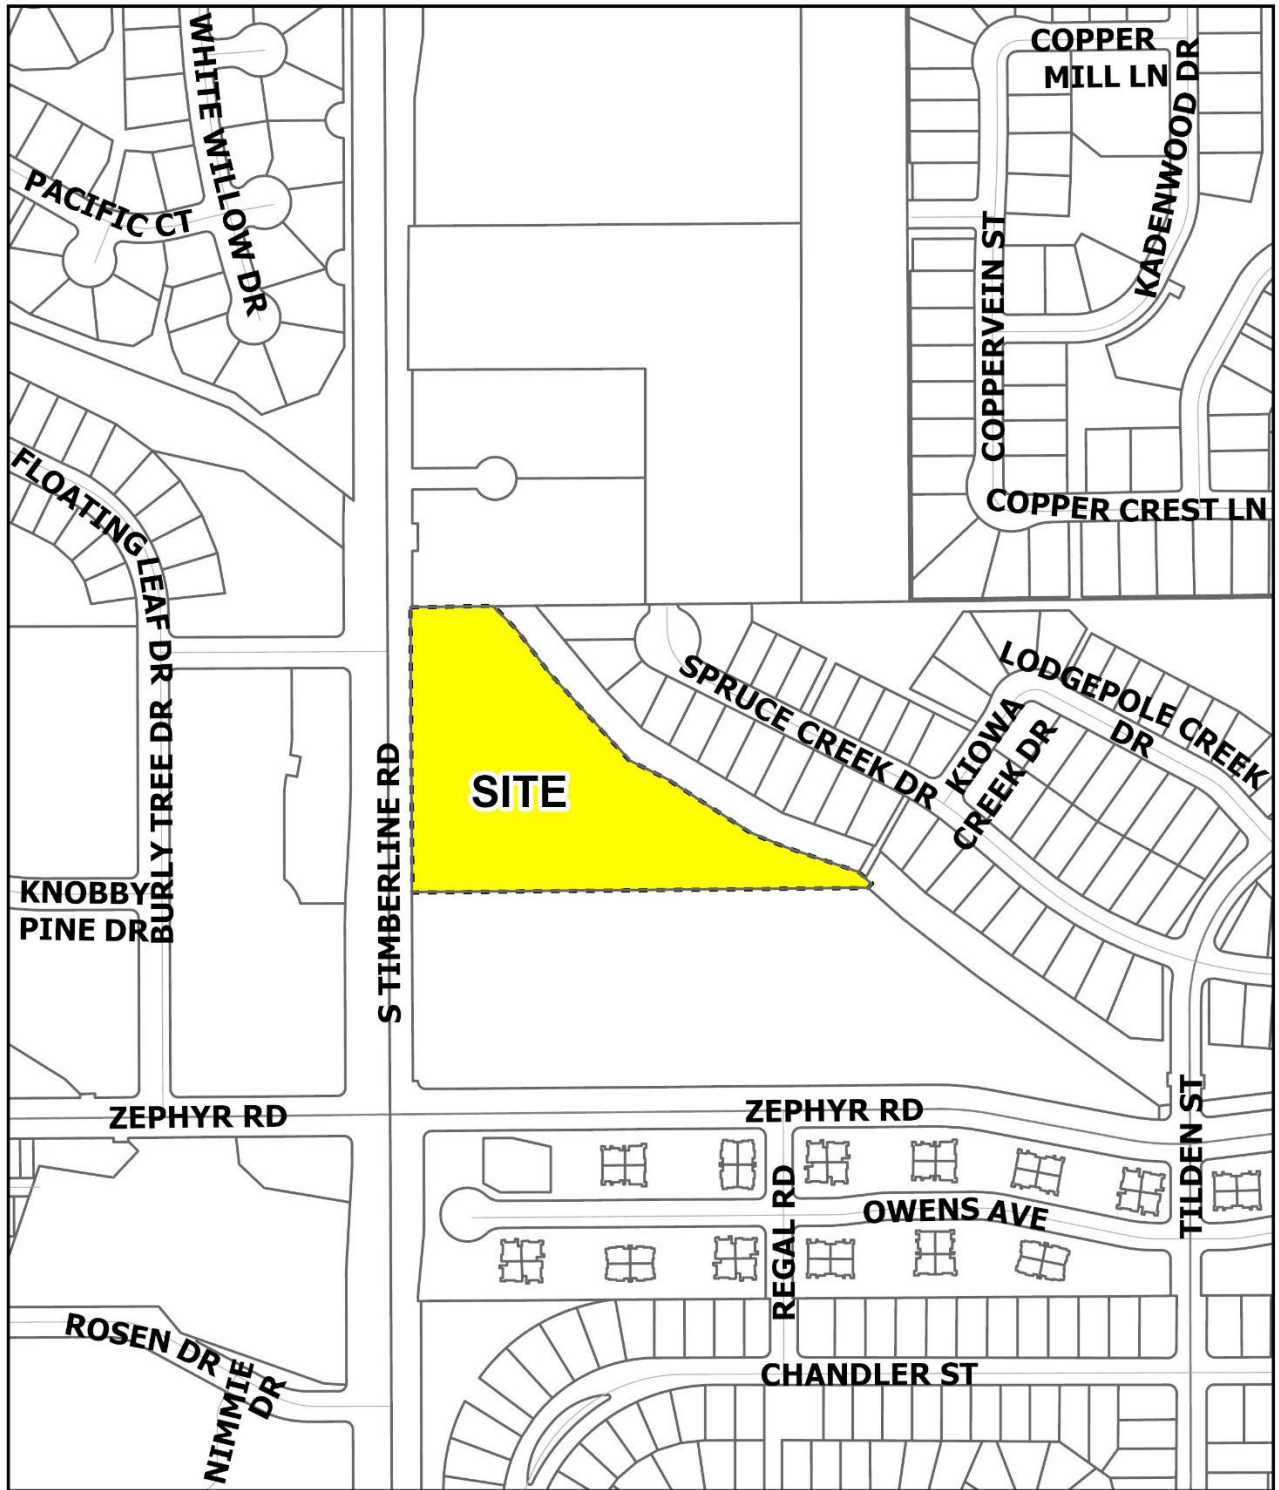 COPPER
MILL LN
WHITE WILLOW DR
KADENWOOD DR
PACIFIC CT
COPPERVEIN ST
FLOATING LEAF DR
COPPER CREST LN
LODGEPOLE CREEK
DR
SPRUCE CREEK DR
KIOWA
CREEK DR
BURLY TREE DR
S TIMBERLINE RD
SITE
KNOBBY
PINE DR
ZEPHYR RD
ZEPHYR RD
TILDEN ST
REGAL RD
OWENS AVE
ROSEN DR
NIMMIE
DR
CHANDLER ST